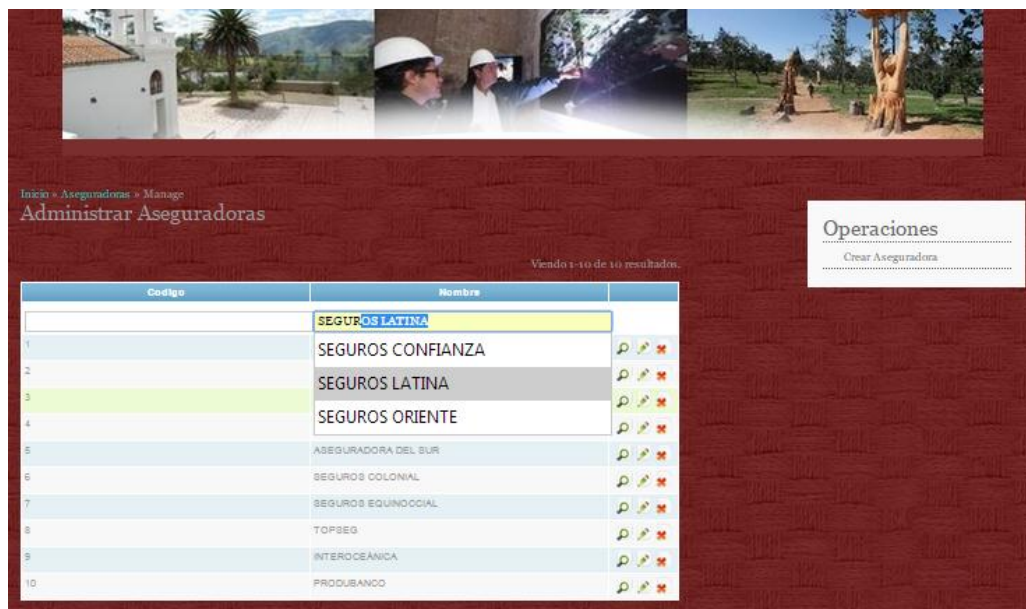 Inicio » Aseguradoras » Manage
Administrar Aseguradoras
Operaciones
Crear Aseguradora
Viendo 1-10 de 10 resultados.
Codigo Nombre
SEGUROS LATINA
SEGUROS CONFIANZA
SEGUROS LATINA
SEGUROS ORIENTE
1
2
3
4
5 ASEGURADORA DEL SUR
6 SEGUROS COLONIAL
7 SEGUROS EQUINOCCIAL
8 TOPSEG
9 INTEROCEÁNICA
10 PRODUBANCO